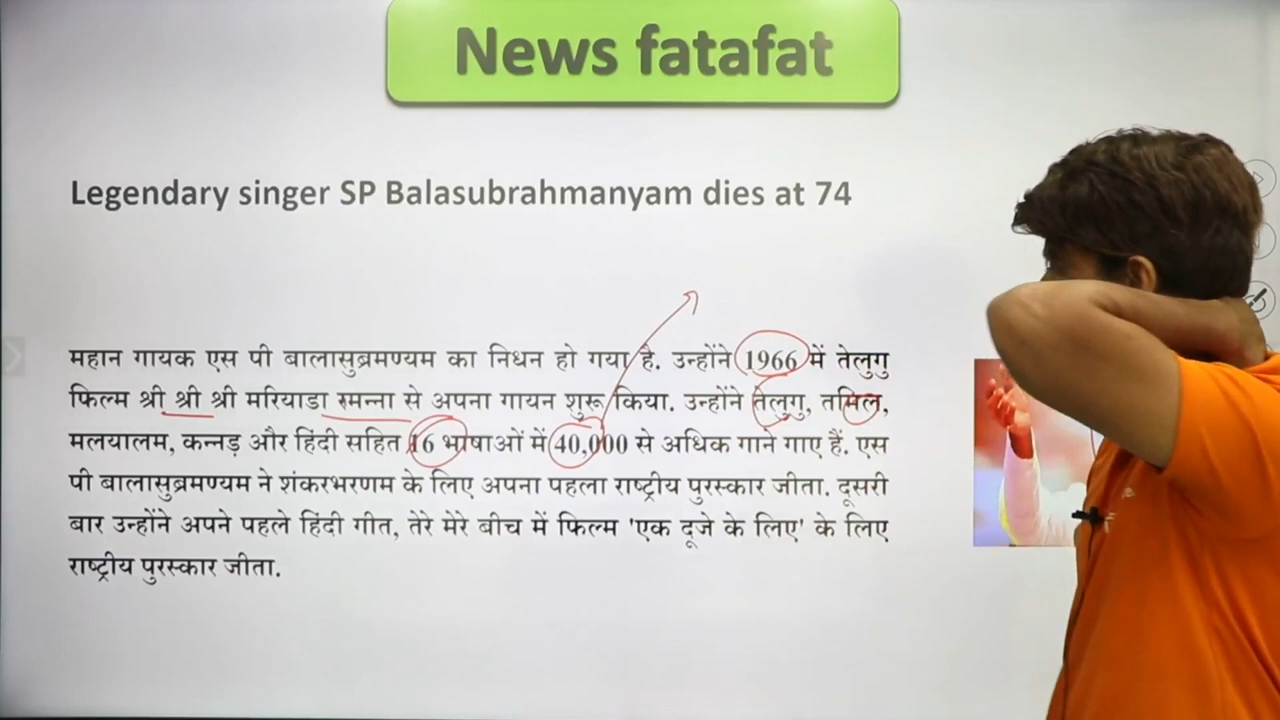 News fatafat
Legendary singer SP Balasubrahmanyam dies at 74
महान गायक एस पी बालासुब्रमण्यम का निधन हो गया है. उन्होंने 1966 में तेलुगु
फिल्म श्री श्री श्री मरियाडा रमन्ना से अपना गायन शुरू किया. उन्होंने तेलुगु, तमिल,
मलयालम, कन्नड़ और हिंदी सहित 16 भाषाओं में 40,000 से अधिक गाने गाए हैं. एस
पी बालासुब्रमण्यम ने शंकरभरणम के लिए अपना पहला राष्ट्रीय पुरस्कार जीता. दूसरी
बार उन्होंने अपने पहले हिंदी गीत, तेरे मेरे बीच में फिल्म 'एक दूजे के लिए' के लिए
राष्ट्रीय पुरस्कार जीता.